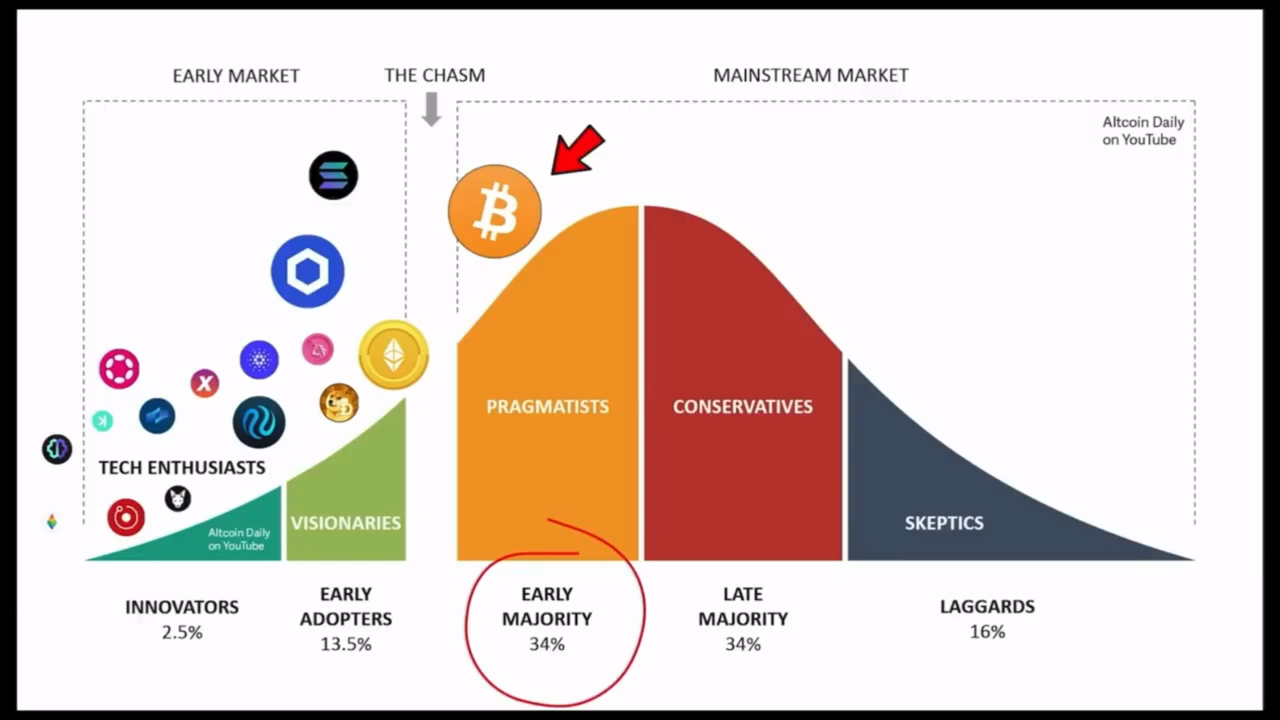 EARLY MARKET
THE CHASM
MAINSTREAM MARKET
Altcoin Daily
on YouTube
PRAGMATISTS
CONSERVATIVES
TECH ENTHUSIASTS
VISIONARIES
SKEPTICS
Altcoin Daily
on YouTube
INNOVATORS
2.5%
EARLY
ADOPTERS
13.5%
EARLY
MAJORITY
34%
LATE
MAJORITY
34%
LAGGARDS
16%